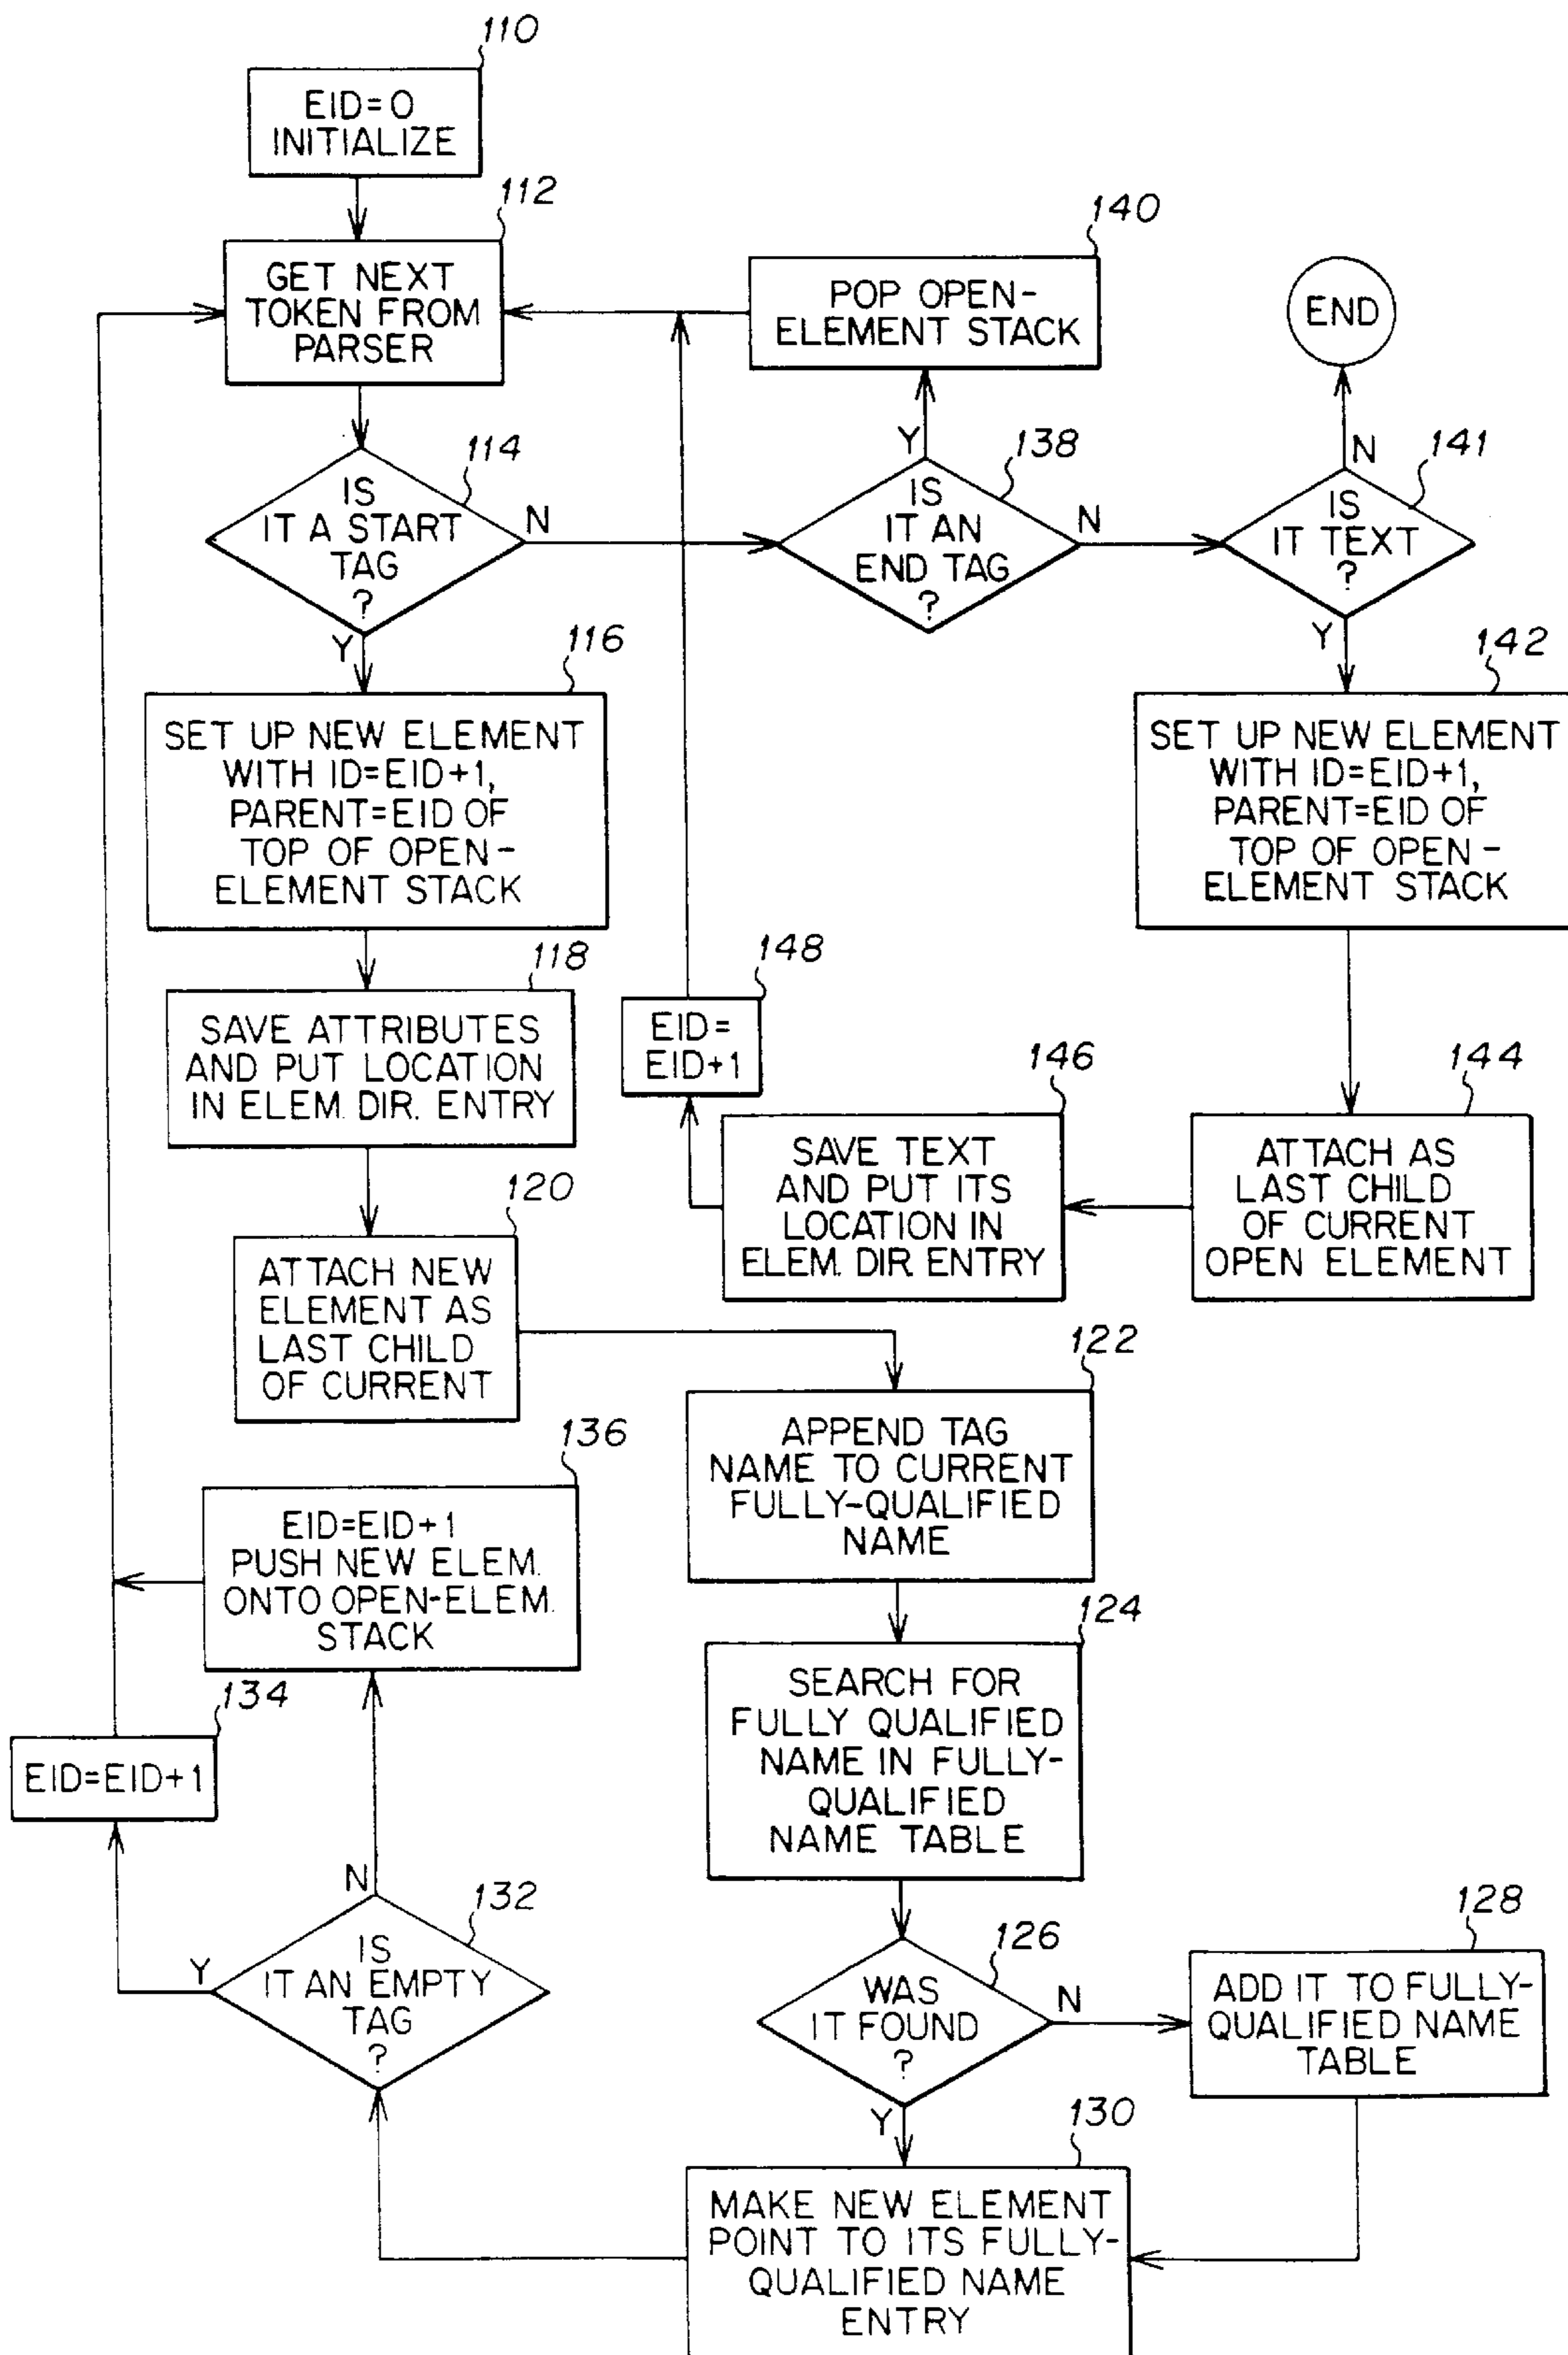 110
EID=0
INITIALIZE
112
GET NEXT
TOKEN FROM
PARSER
140
POP OPEN-
ELEMENT STACK
END
114
IS
IT A START
TAG
?
N
Y
138
IS
IT AN
END TAG
?
Y
N
141
IS
IT TEXT
?
N
Y
116
SET UP NEW ELEMENT
WITH ID=EID+1,
PARENT=EID OF
TOP OF OPEN-
ELEMENT STACK
142
SET UP NEW ELEMENT
WITH ID=EID+1,
PARENT=EID OF
TOP OF OPEN-
ELEMENT STACK
118
SAVE ATTRIBUTES
AND PUT LOCATION
IN ELEM. DIR. ENTRY
148
EID=
EID+1
146
SAVE TEXT
AND PUT ITS
LOCATION IN
ELEM. DIR. ENTRY
144
ATTACH AS
LAST CHILD
OF CURRENT
OPEN ELEMENT
120
ATTACH NEW
ELEMENT AS
LAST CHILD
OF CURRENT
122
APPEND TAG
NAME TO CURRENT
FULLY-QUALIFIED
NAME
136
EID=EID+1
PUSH NEW ELEM.
ONTO OPEN-ELEM.
STACK
124
SEARCH FOR
FULLY QUALIFIED
NAME IN FULLY-
QUALIFIED
NAME TABLE
134
EID=EID+1
132
IS
IT AN EMPTY
TAG
?
N
Y
126
WAS
IT FOUND
?
N
Y
128
ADD IT TO FULLY-
QUALIFIED NAME
TABLE
130
MAKE NEW ELEMENT
POINT TO ITS FULLY-
QUALIFIED NAME
ENTRY